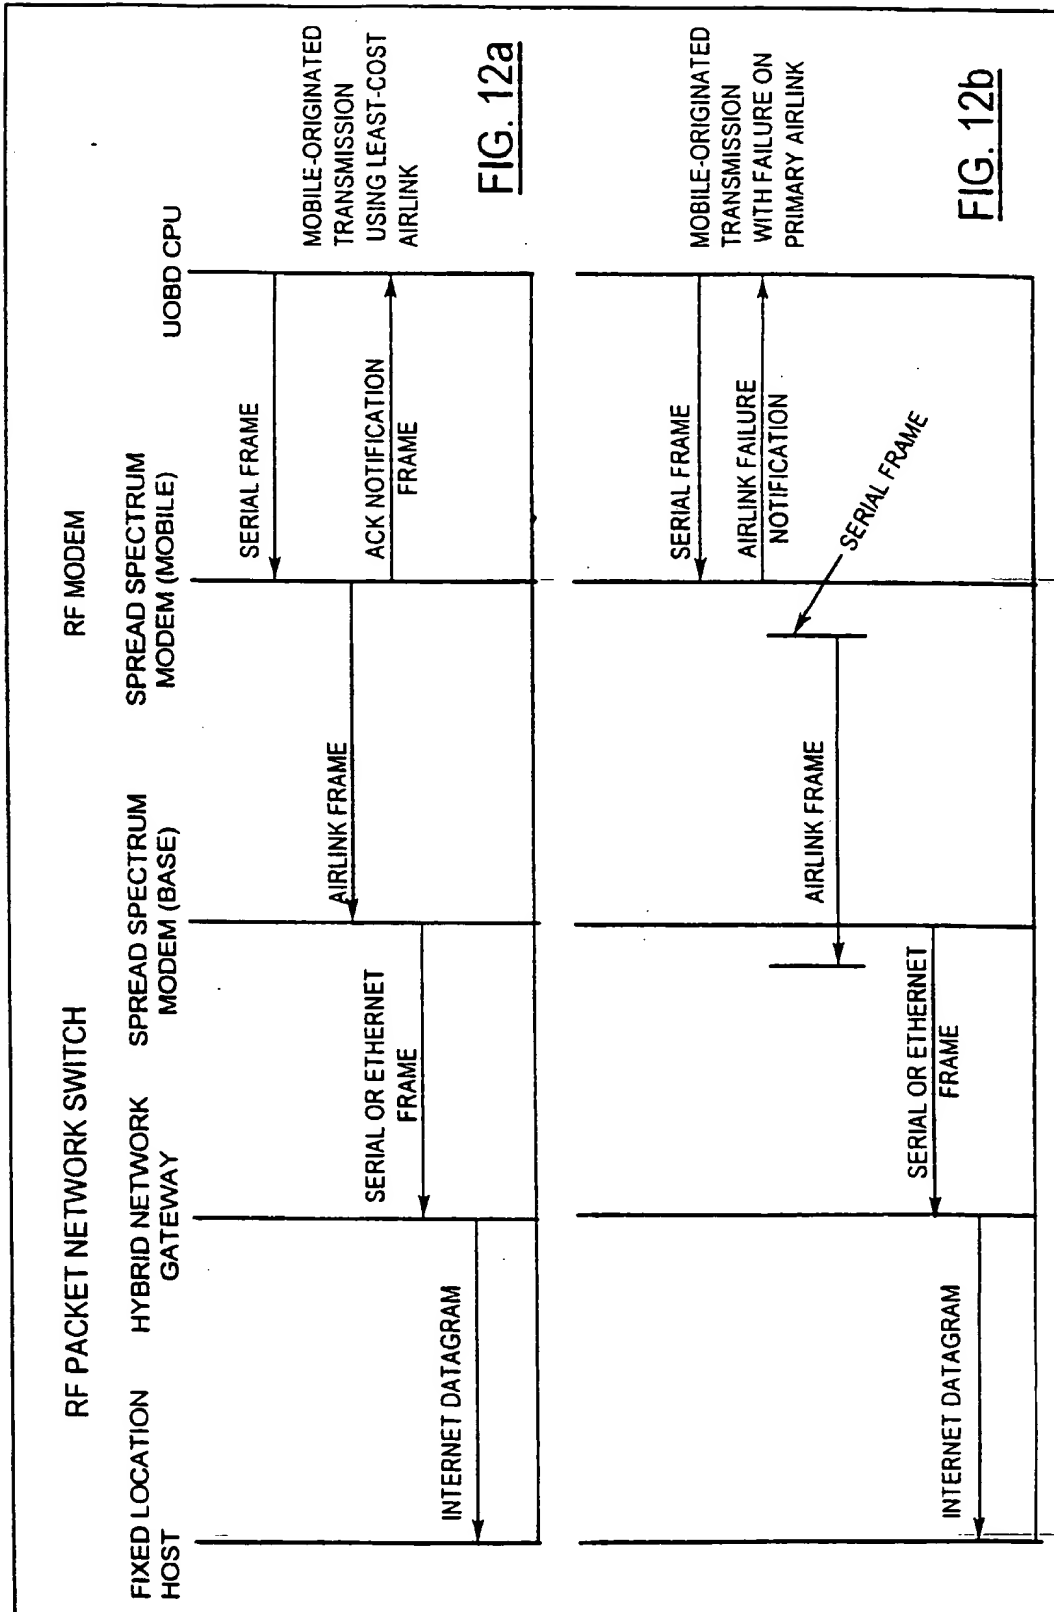 RF PACKET NETWORK SWITCH
RF MODEM
FIXED LOCATION
HOST
HYBRID NETWORK
GATEWAY
SPREAD SPECTRUM
MODEM (BASE)
SPREAD SPECTRUM
MODEM (MOBILE)
UOBD CPU
SERIAL FRAME
AIRLINK FRAME
ACK NOTIFICATION
FRAME
SERIAL OR ETHERNET
FRAME
INTERNET DATAGRAM
MOBILE-ORIGINATED
TRANSMISSION
USING LEAST-COST
AIRLINK
FIG. 12a
SERIAL FRAME
AIRLINK FAILURE
NOTIFICATION
SERIAL FRAME
AIRLINK FRAME
SERIAL OR ETHERNET
FRAME
INTERNET DATAGRAM
MOBILE-ORIGINATED
TRANSMISSION
WITH FAILURE ON
PRIMARY AIRLINK
FIG. 12b